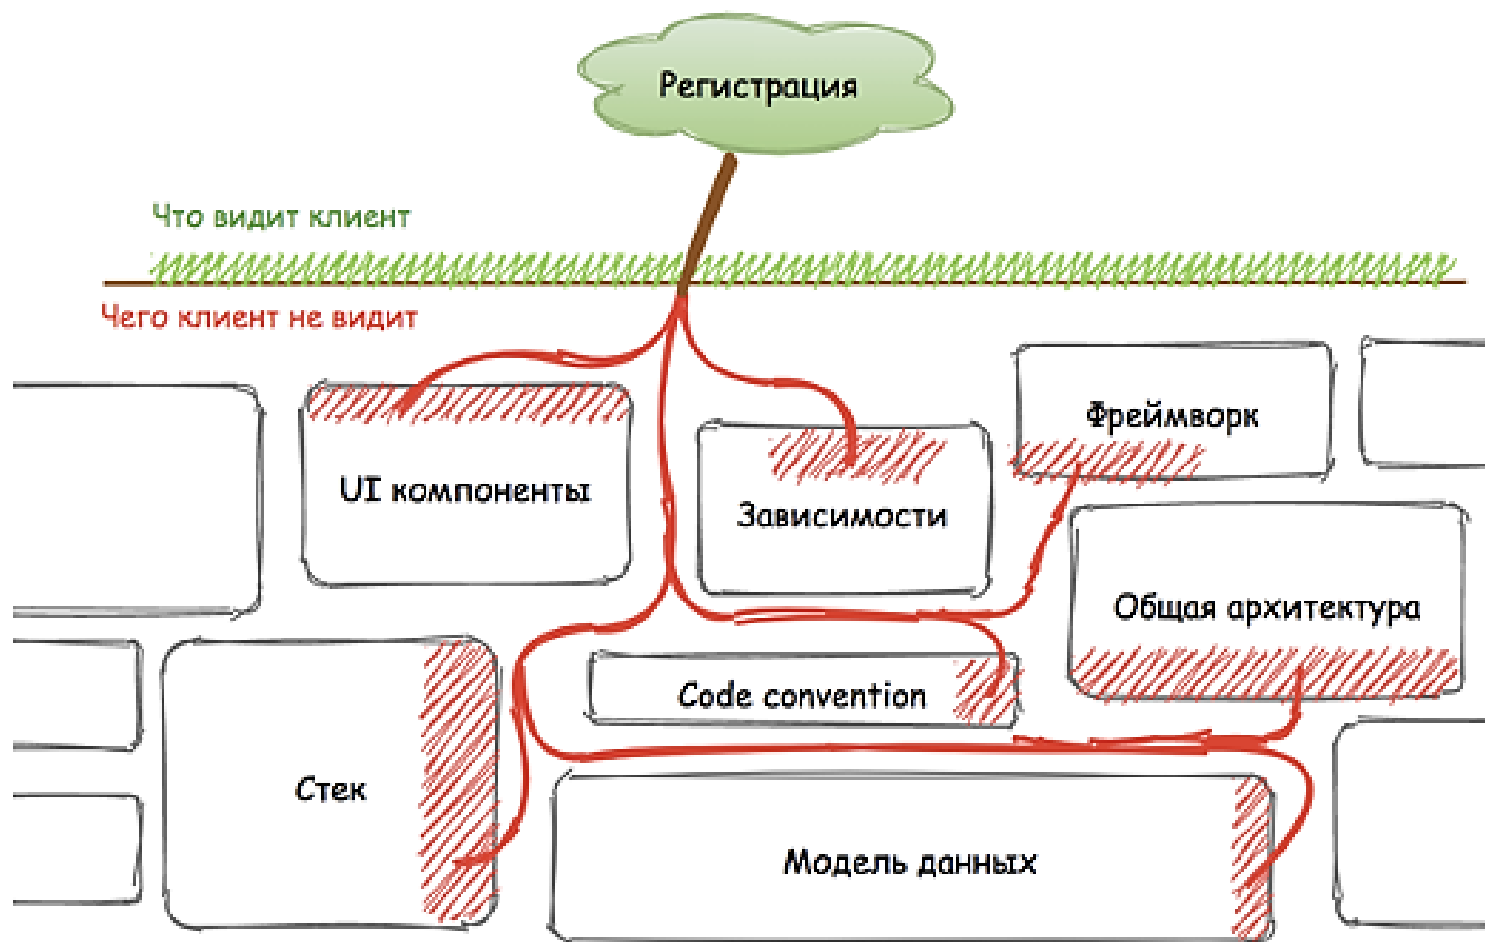 Регистрация
Что видит клиент
Чего клиент не видит
Фреймворк
UI компоненты
Зависимости
Общая архитектура
Code convention
Стек
Модель данных